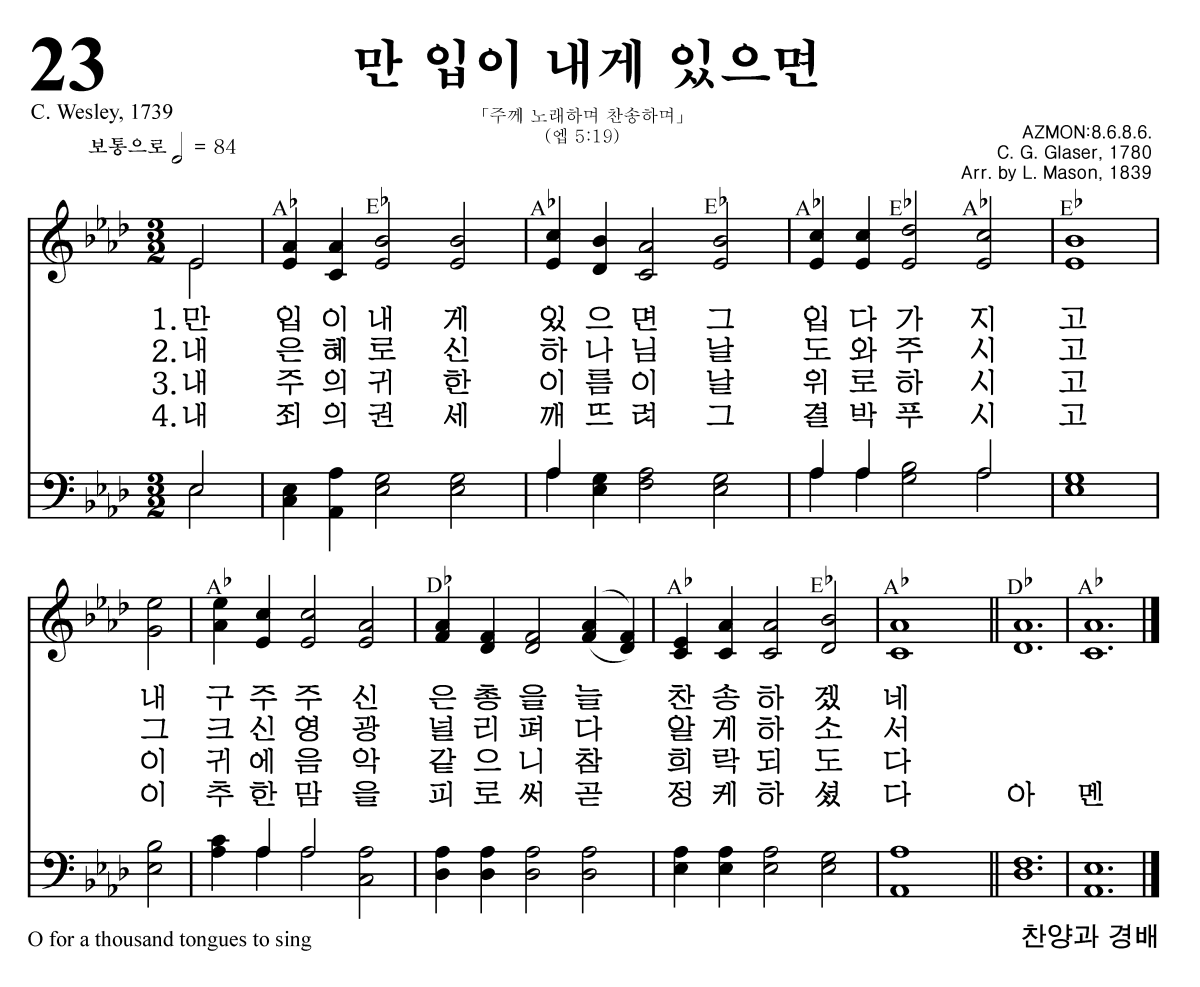 23
만 입이 내게 있으면
C. Wesley, 1739
「주께 노래하며 찬송하며」
(엡 5:19)
보통으로 = 84
AZMON:8.6.8.6.
C. G. Glaser, 1780
Arr. by L. Mason, 1839
A♭ E♭ A♭ E♭ A♭ E♭ A♭ E♭
3 2
1.만 입 이 내 게 있 으 면 그 입 다 가 지 고
2.내 은 혜 로 신 하 나 님 날 도 와 주 시 고
3.내 주 의 귀 한 이 름 이 날 위 로 하 시 고
4.내 죄 의 권 세 깨 뜨 려 그 결 박 푸 시 고
3 2
A♭ D♭ A♭ E♭ A♭ D♭ A♭
내 구 주 주 신 은 총 을 늘 찬 송 하 겠 네
그 크 신 영 광 널 리 펴 다 알 게 하 소 서
이 귀 에 음 악 같 으 니 참 희 락 되 도 다
이 추 한 맘 을 피 로 써 곧 정 케 하 셨 다 아 멘
O for a thousand tongues to sing
찬양과 경배